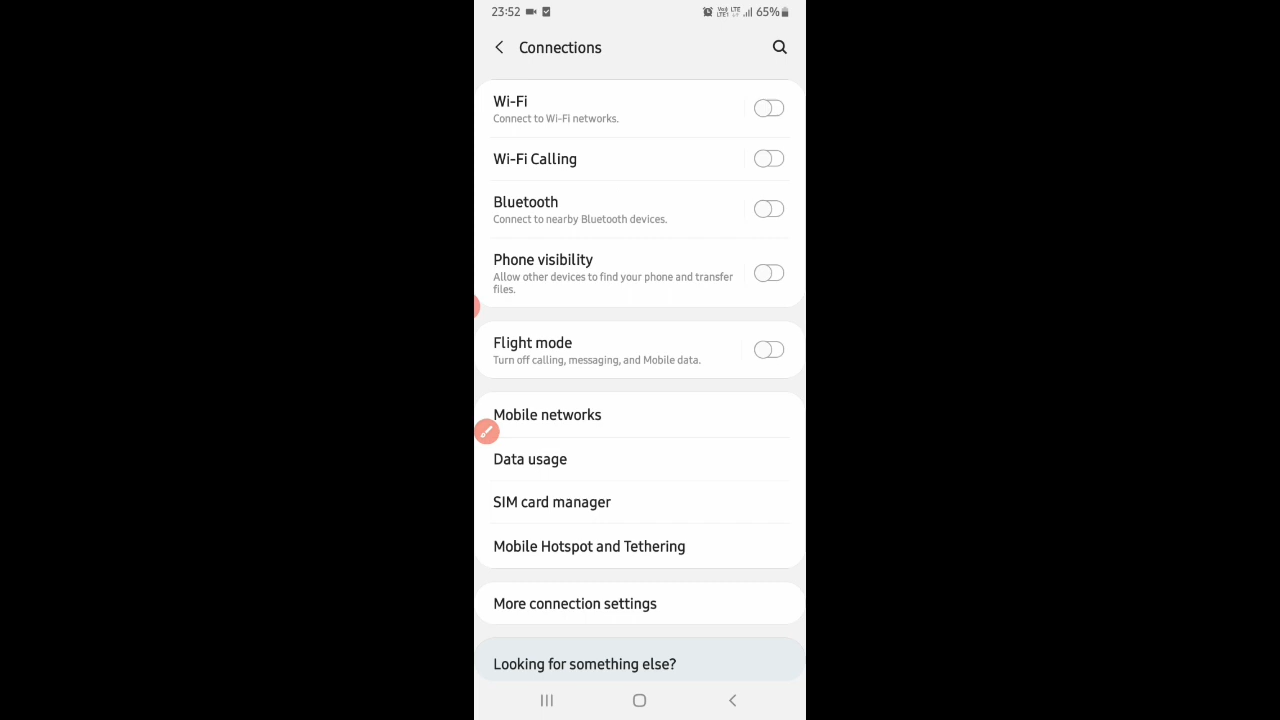 23:52 Vo) LTE
LTE1 65%
Connections
Wi-Fi
Connect to Wi-Fi networks.
Wi-Fi Calling
Bluetooth
Connect to nearby Bluetooth devices.
Phone visibility
Allow other devices to find your phone and transfer
files.
Flight mode
Turn off calling, messaging, and Mobile data.
Mobile networks
Data usage
SIM card manager
Mobile Hotspot and Tethering
More connection settings
Looking for something else?